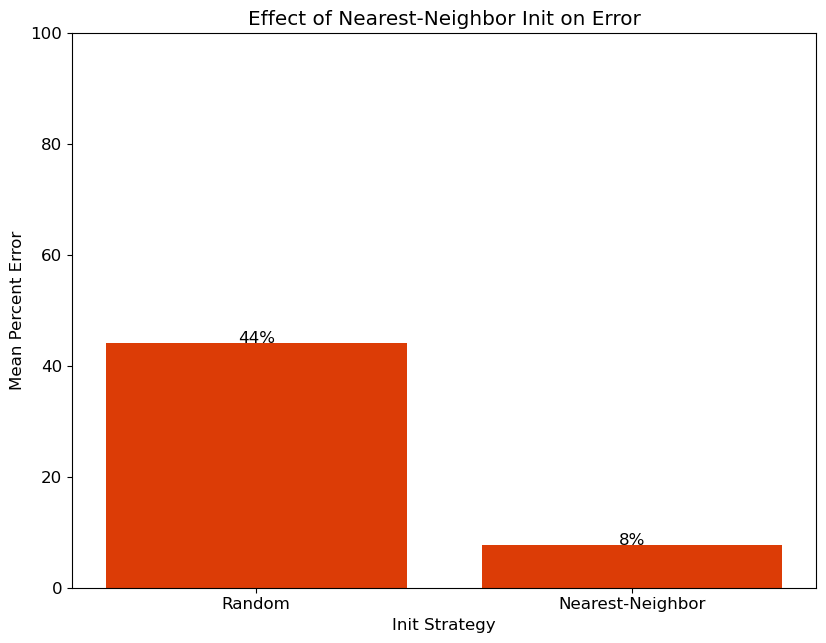 Effect of Nearest-Neighbor Init on Error
Mean Percent Error
100
80
60
40
20
0
44%
8%
Random
Nearest-Neighbor
Init Strategy